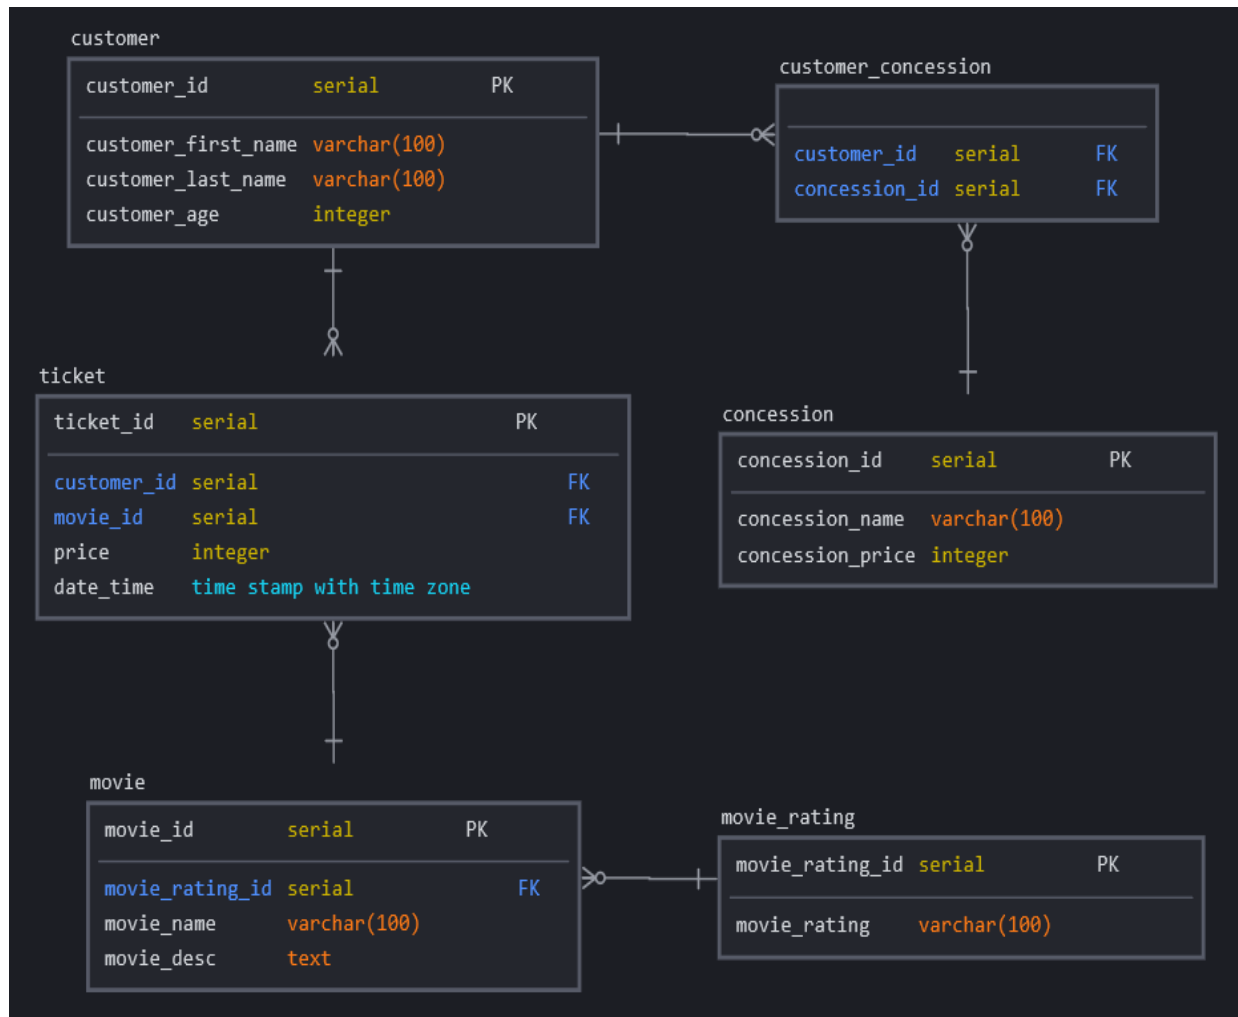 customer
customer_id serial PK
customer_first_name varchar(100)
customer_last_name varchar(100)
customer_age integer
customer_concession
customer_id serial FK
concession_id serial FK
ticket
ticket_id serial PK
customer_id serial FK
movie_id serial FK
price integer
date_time time stamp with time zone
concession
concession_id serial PK
concession_name varchar(100)
concession_price integer
movie
movie_id serial PK
movie_rating_id serial FK
movie_name varchar(100)
movie_desc text
movie_rating
movie_rating_id serial PK
movie_rating varchar(100)